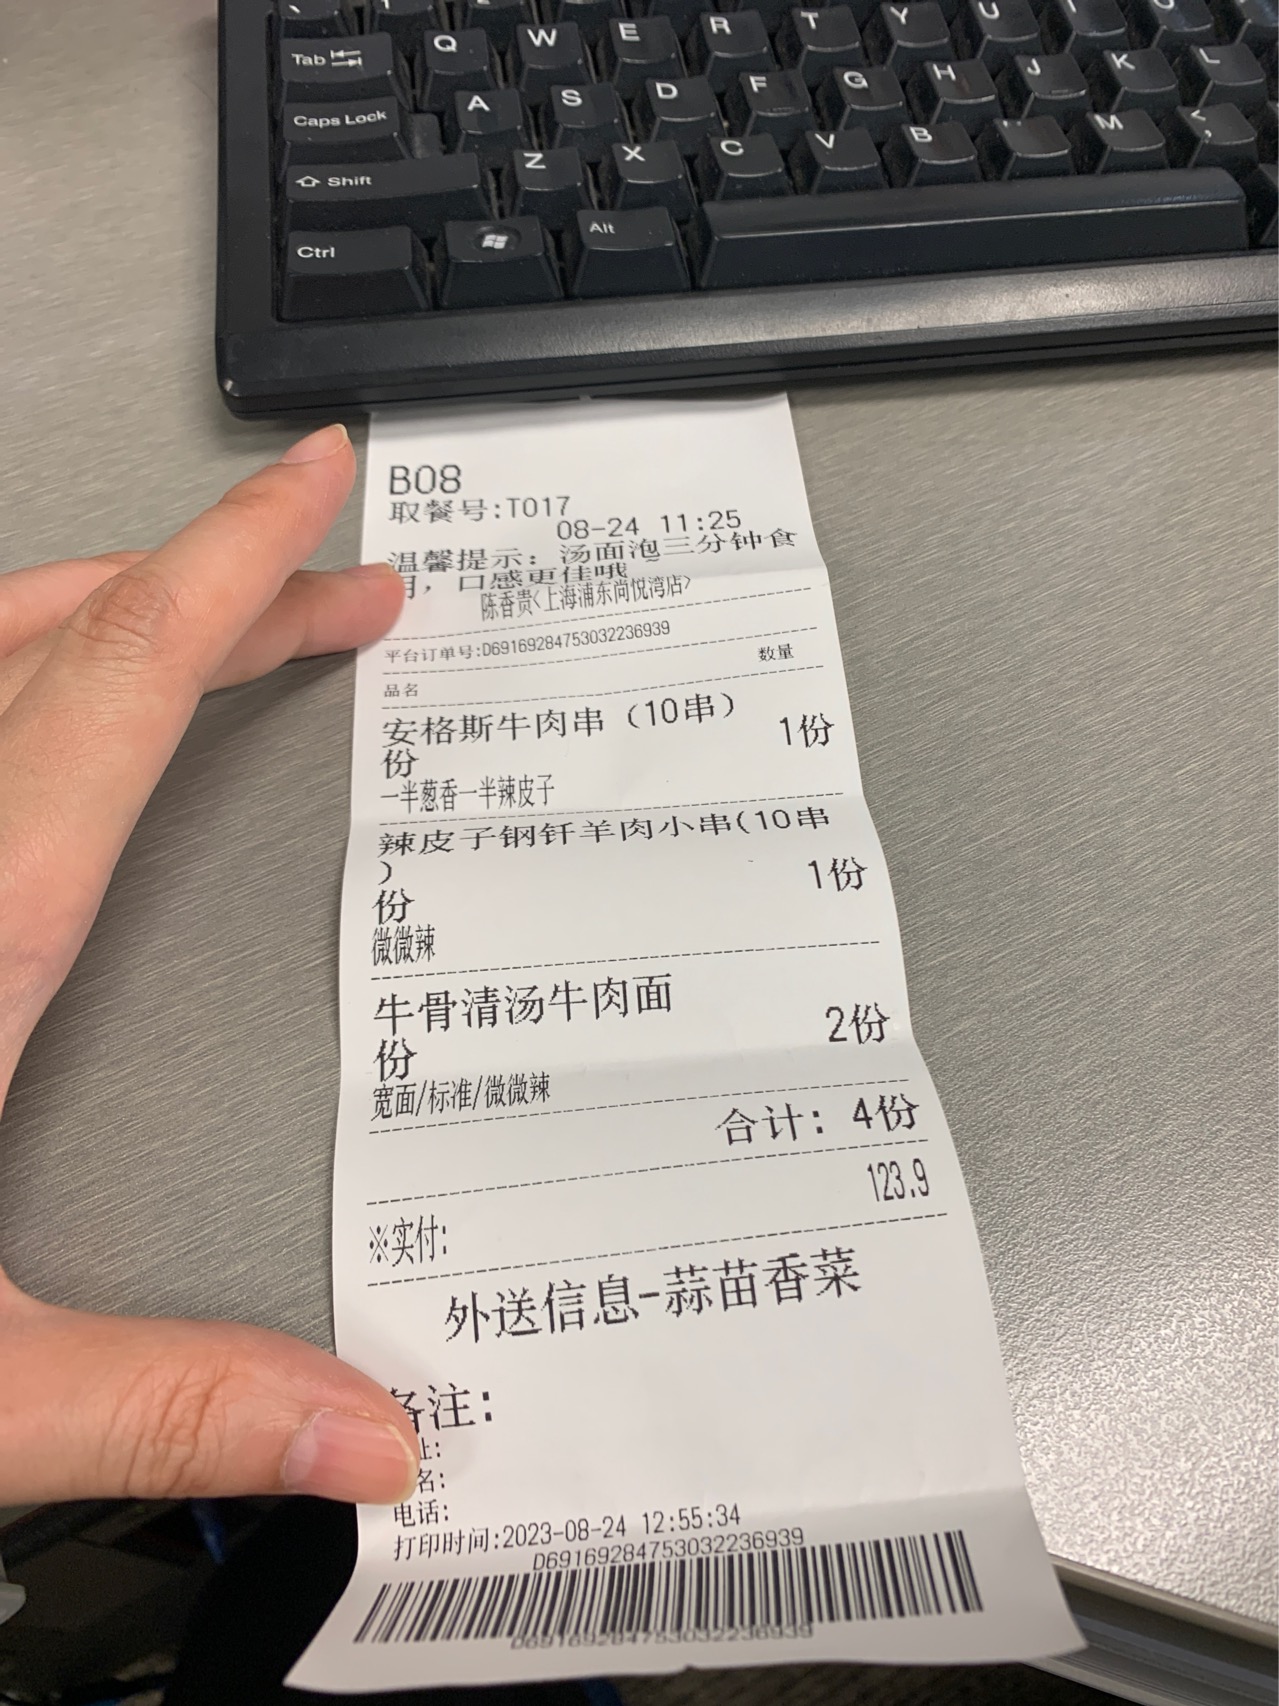 Tab
Q W E R T Y U
Caps Lock
A S D F G H J K L
Shift
Z X C V B M <,
Ctrl
Alt
B08
取餐号:T017
08-24 11:25
温馨提示：汤面泡三分钟食
用，口感更佳哦~
陈香贵<上海浦东尚悦湾店>
平台订单号:D69169284753032236939
品名 数量
安格斯牛肉串（10串）
份 1份
一半葱香一半辣皮子
辣皮子钢钎羊肉小串(10串
)
份 1份
微微辣
牛骨清汤牛肉面
份 2份
宽面/标准/微微辣
合计：4份
※实付: 123.9
外送信息-蒜苗香菜
备注:
址:
名:
电话:
打印时间:2023-08-24 12:55:34
D69169284753032236939
D69169284753032236939